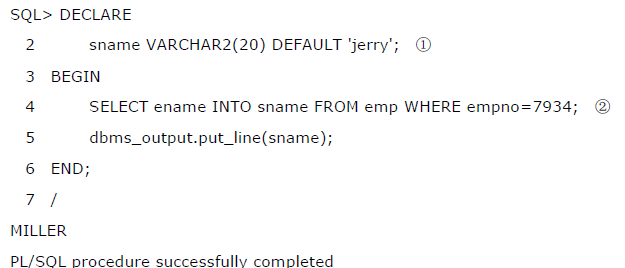 SQL> DECLARE
2 sname VARCHAR2(20) DEFAULT 'jerry'; ①
3 BEGIN
4 SELECT ename INTO sname FROM emp WHERE empno=7934; ②
5 dbms_output.put_line(sname);
6 END;
7 /
MILLER
PL/SQL procedure successfully completed